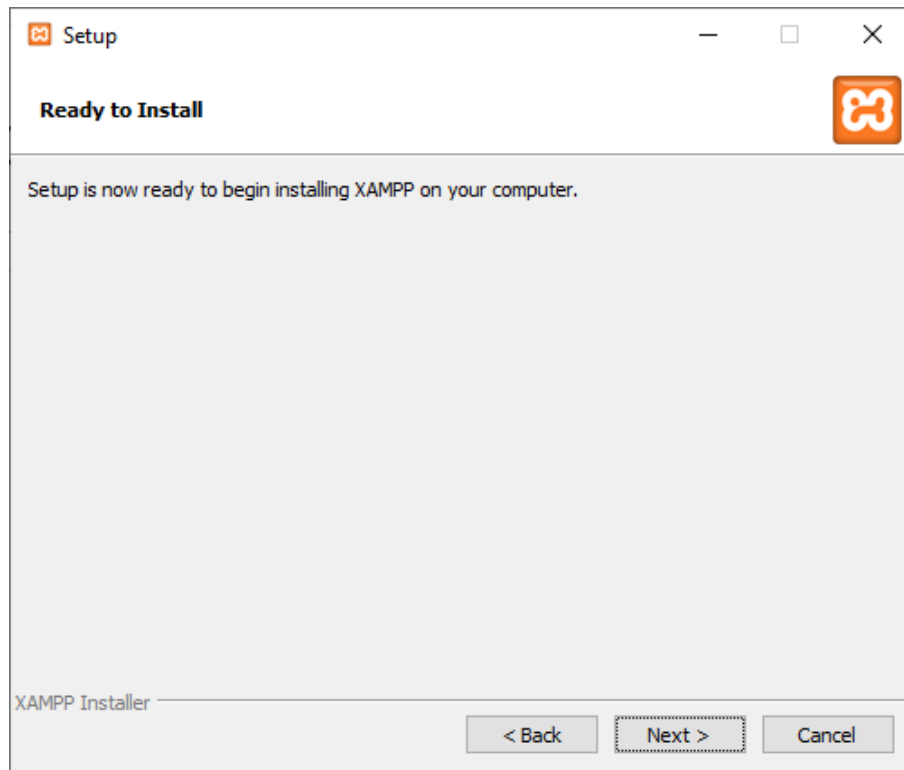 Setup
Ready to Install
Setup is now ready to begin installing XAMPP on your computer.
XAMPP Installer
< Back Next > Cancel